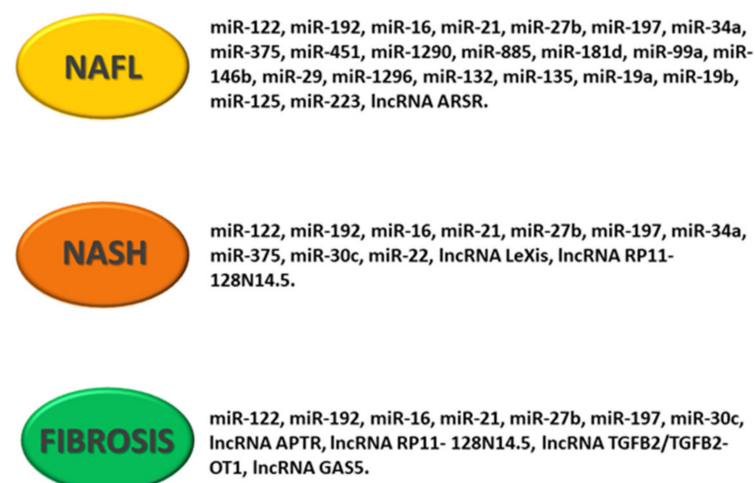 NAFL
miR-122, miR-192, miR-16, miR-21, miR-27b, miR-197, miR-34a,
miR-375, miR-451, miR-1290, miR-885, miR-181d, miR-99a, miR-
146b, miR-29, miR-1296, miR-132, miR-135, miR-19a, miR-19b,
miR-125, miR-223, lncRNA ARSR.
NASH
miR-122, miR-192, miR-16, miR-21, miR-27b, miR-197, miR-34a,
miR-375, miR-30c, miR-22, lncRNA LeXis, lncRNA RP11-
128N14.5.
FIBROSIS
miR-122, miR-192, miR-16, miR-21, miR-27b, miR-197, miR-30c,
lncRNA APTR, lncRNA RP11- 128N14.5, lncRNA TGFB2/TGFB2-
OT1, lncRNA GAS5.